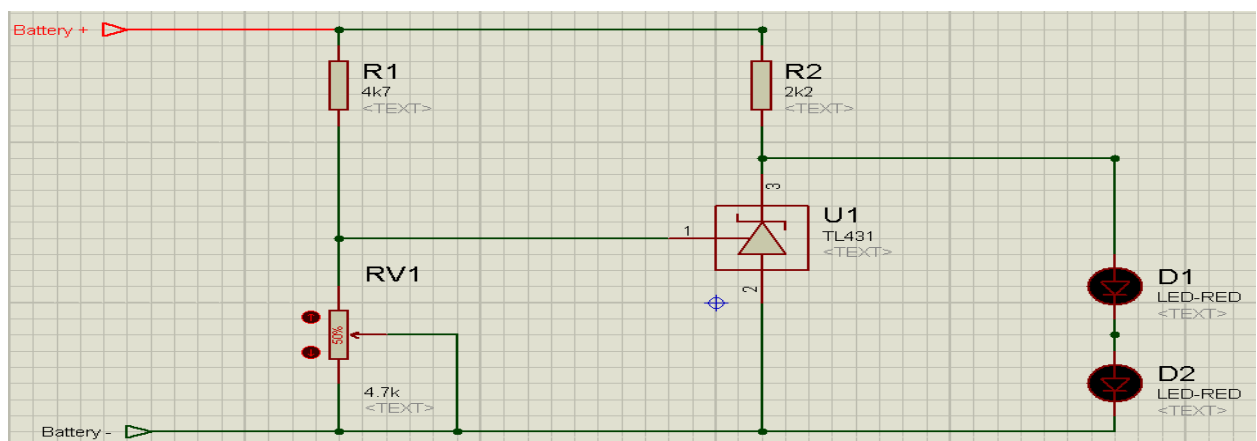 Battery +
R1
4k7
<TEXT>
R2
2k2
<TEXT>
3
U1
TL431
<TEXT>
1
2
RV1
50%
4.7k
<TEXT>
D1
LED-RED
<TEXT>
D2
LED-RED
<TEXT>
Battery -